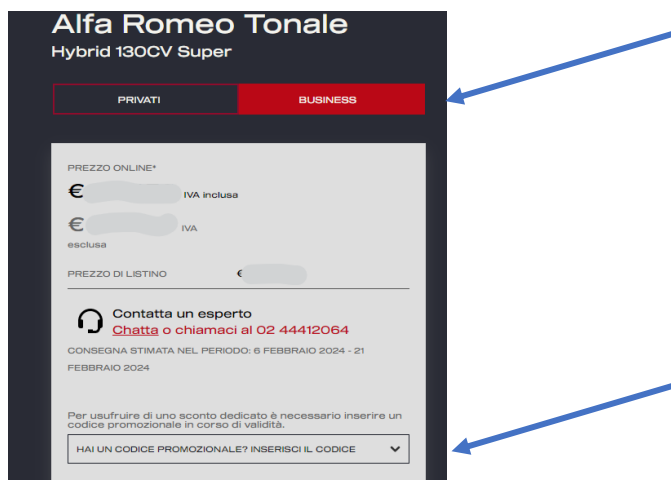 Alfa Romeo Tonale
Hybrid 130CV Super
PRIVATI
BUSINESS
PREZZO ONLINE*
€ IVA inclusa
€ IVA
esclusa
PREZZO DI LISTINO €
Contatta un esperto
Chatta o chiamaci al 02 44412064
CONSEGNA STIMATA NEL PERIODO: 6 FEBBRAIO 2024 - 21
FEBBRAIO 2024
Per usufruire di uno sconto dedicato è necessario inserire un
codice promozionale in corso di validità.
HAI UN CODICE PROMOZIONALE? INSERISCI IL CODICE